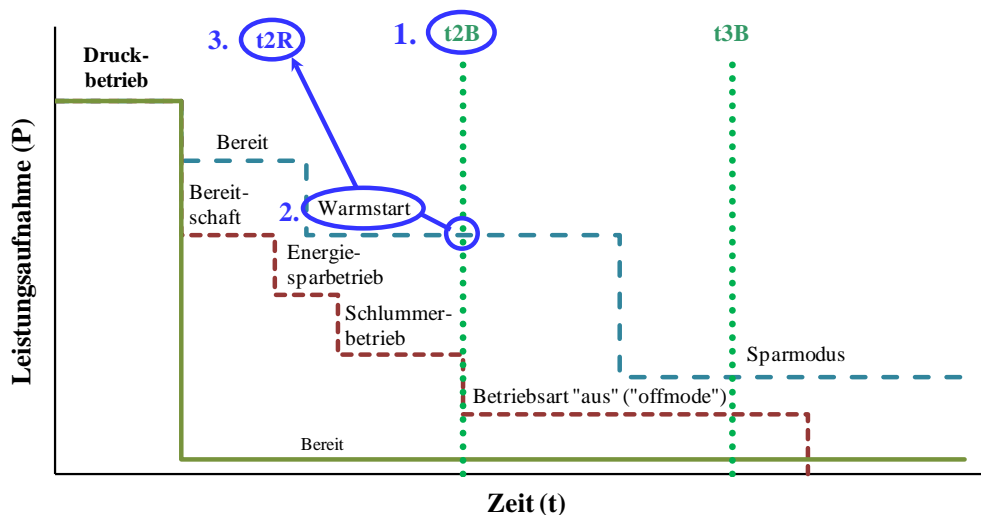 3. t2R
1. t2B
t3B
Druck-
betrieb
Bereit
Bereit-
schaft
2. Warmstart
Energie-
sparbetrieb
Schlummer-
betrieb
Sparmodus
Betriebsart "aus" ("offmode")
Bereit
Leistungsaufnahme (P)
Zeit (t)